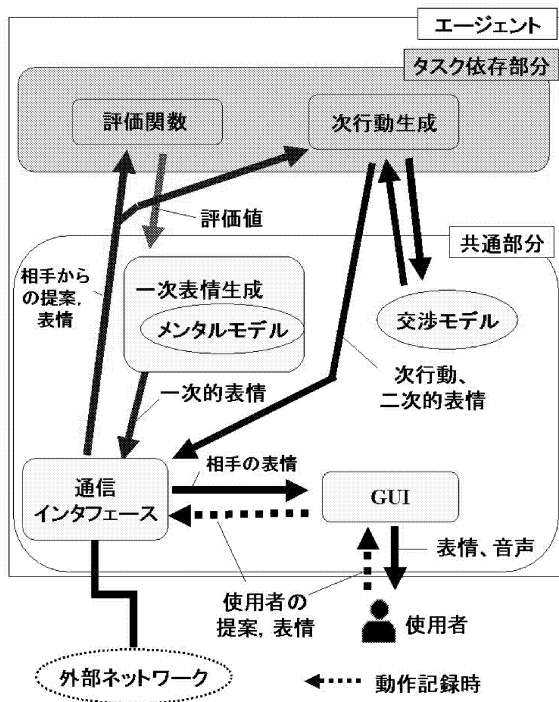 エージェント
タスク依存部分
評価関数
次行動生成
評価値
共通部分
相手から
の提案,
表情
一次表情生成
メンタルモデル
交渉モデル
次行動、
二次的表情
一次的表情
相手の表情
通信
インタフェース
GUI
表情、音声
使用者の
提案, 表情
使用者
外部ネットワーク
動作記録時